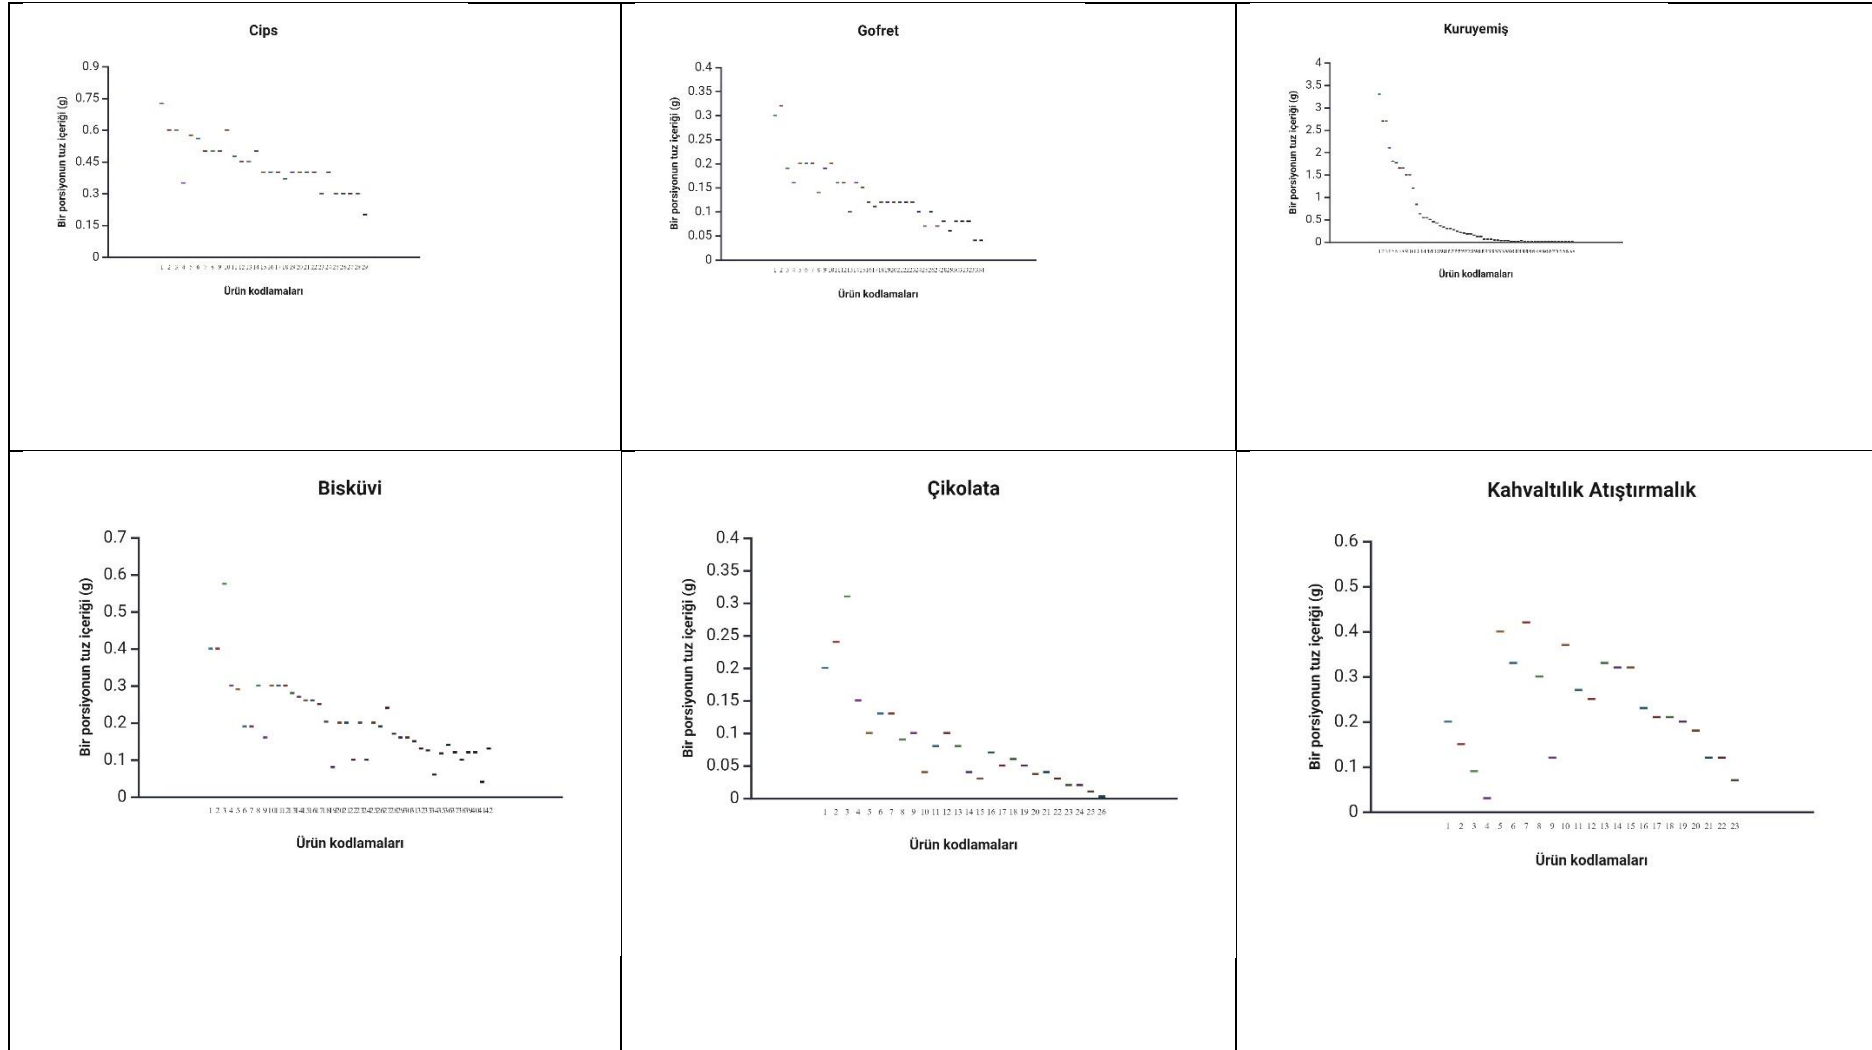 Cips
Bir porsiyonun tuz içeriği (g)
0.9
0.75
0.6
0.45
0.3
0.15
0
Ürün kodlamaları
Gofret
Bir porsiyonun tuz içeriği (g)
0.4
0.35
0.3
0.25
0.2
0.15
0.1
0.05
0
Ürün kodlamaları
Kuruyemiş
Bir porsiyonun tuz içeriği (g)
4
3.5
3
2.5
2
1.5
1
0.5
0
Ürün kodlamaları
Bisküvi
Bir porsiyonun tuz içeriği (g)
0.7
0.6
0.5
0.4
0.3
0.2
0.1
0
Ürün kodlamaları
Çikolata
Bir porsiyonun tuz içeriği (g)
0.4
0.35
0.3
0.25
0.2
0.15
0.1
0.05
0
1 2 3 4 5 6 7 8 9 10 11 12 13 14 15 16 17 18 19 20 21 22 23 24 25 26
Ürün kodlamaları
Kahvaltılık Atıştırmalık
Bir porsiyonun tuz içeriği (g)
0.6
0.5
0.4
0.3
0.2
0.1
0
1 2 3 4 5 6 7 8 9 10 11 12 13 14 15 16 17 18 19 20 21 22 23
Ürün kodlamaları